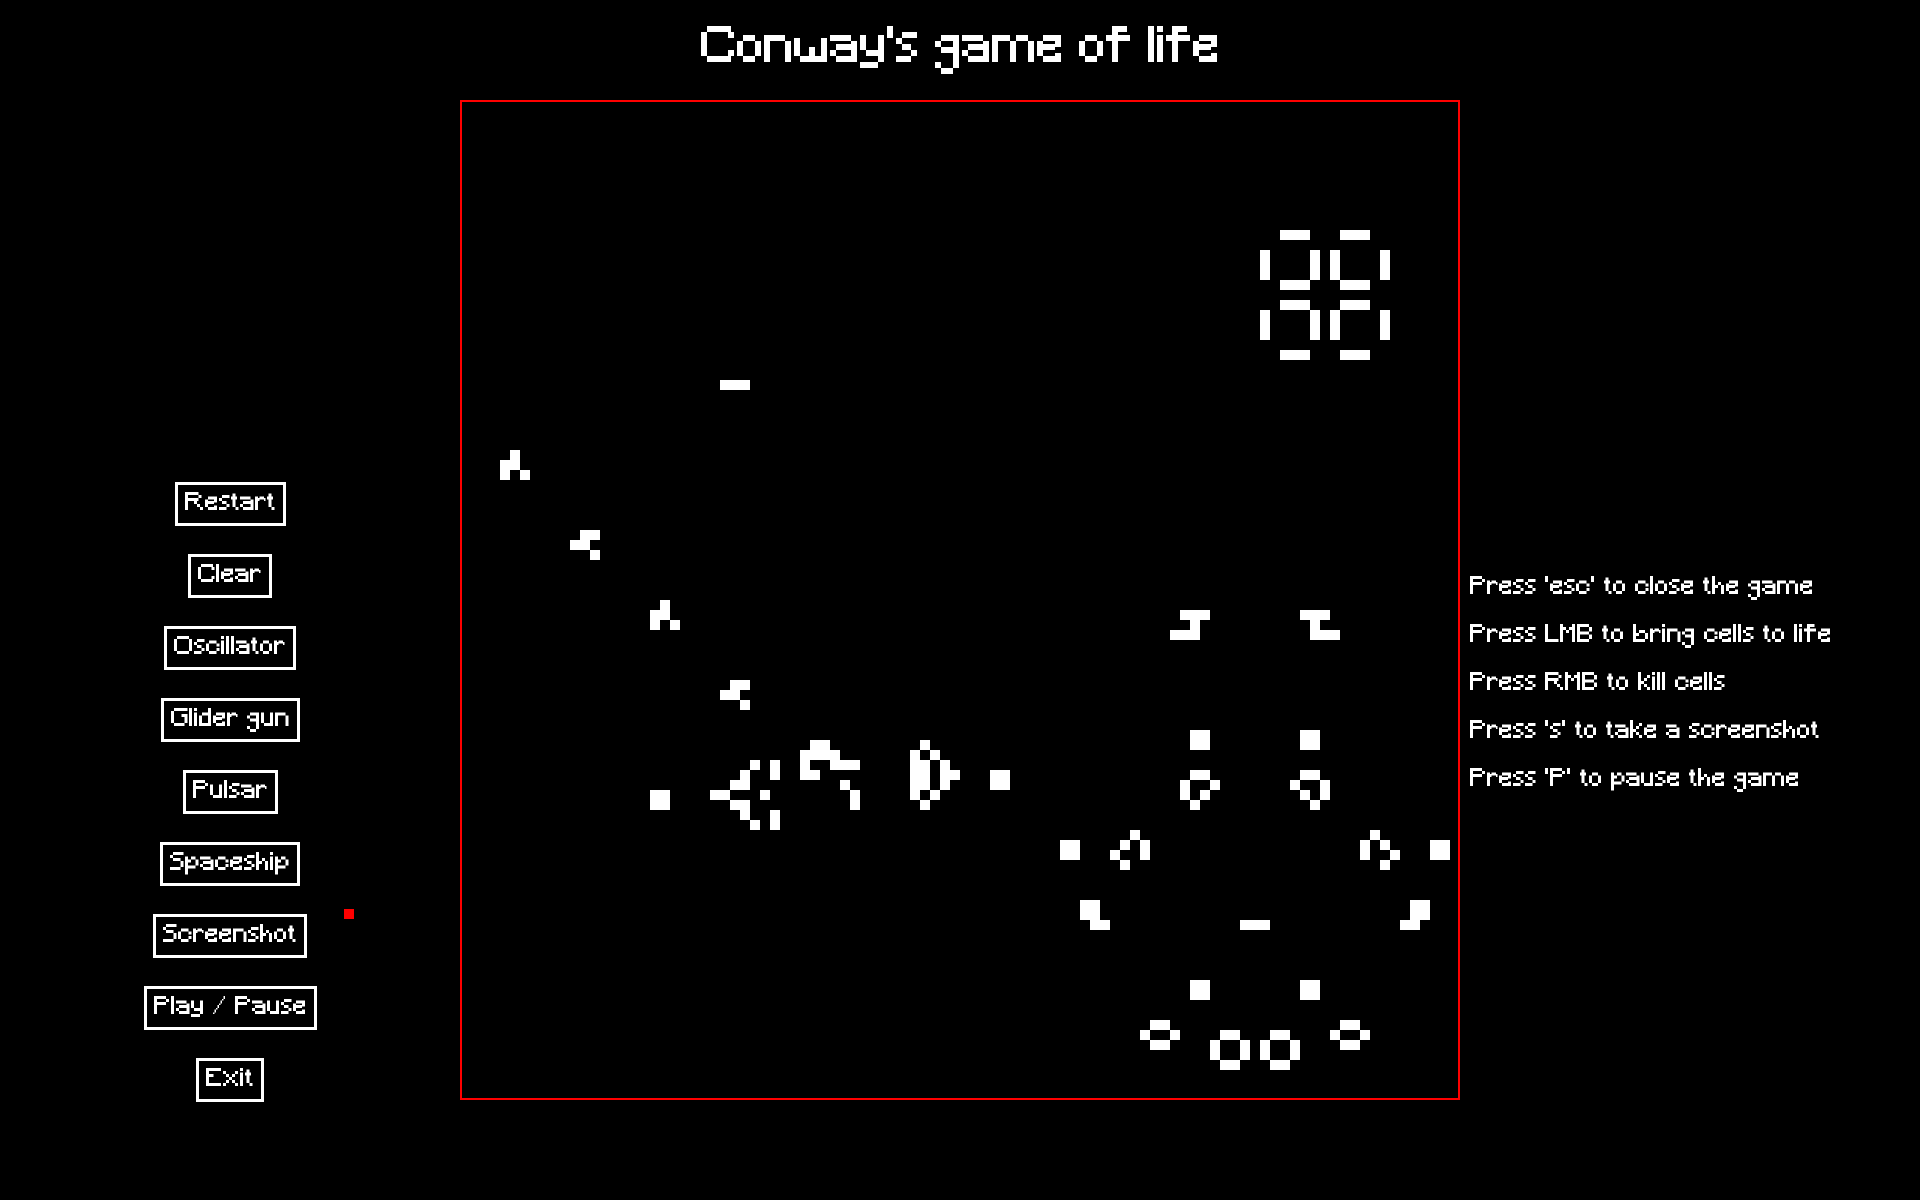 Conway's game of life
Restart
Clear
Oscillator
Glider gun
Pulsar
Spaceship
Screenshot
Play / Pause
Exit
Press 'esc' to close the game
Press LMB to bring cells to life
Press RMB to kill cells
Press 's' to take a screenshot
Press 'P' to pause the game